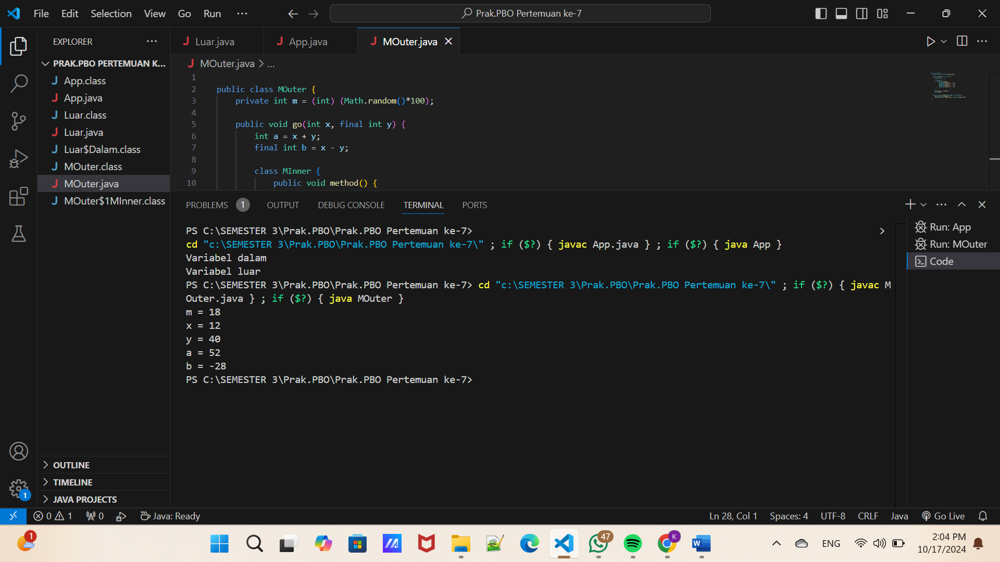 File Edit Selection View Go Run ···
Prak.PBO Pertemuan ke-7
EXPLORER
PRAK.PBO PERTEMUAN K...
App.class
App.java
Luar.class
Luar.java
Luar$Dalam.class
MOuter.class
MOuter.java
MOuter$1MInner.class
OUTLINE
TIMELINE
JAVA PROJECTS
Luar.java App.java MOuter.java
MOuter.java > ...
1
2 public class MOuter {
3 private int m = (int) (Math.random()*100);
4
5 public void go(int x, final int y) {
6 int a = x + y;
7 final int b = x - y;
8
9 class MInner {
10 public void method() {
PROBLEMS 1 OUTPUT DEBUG CONSOLE TERMINAL PORTS
PS C:\SEMESTER 3\Prak.PBO\Prak.PBO Pertemuan ke-7>
cd "c:\SEMESTER 3\Prak.PBO\Prak.PBO Pertemuan ke-7\" ; if ($?) { javac App.java } ; if ($?) { java App }
Variabel dalam
Variabel luar
PS C:\SEMESTER 3\Prak.PBO\Prak.PBO Pertemuan ke-7> cd "c:\SEMESTER 3\Prak.PBO\Prak.PBO Pertemuan ke-7\" ; if ($?) { javac M
Outer.java } ; if ($?) { java MOuter }
m = 18
x = 12
y = 40
a = 52
b = -28
PS C:\SEMESTER 3\Prak.PBO\Prak.PBO Pertemuan ke-7>
Run: App
Run: MOuter
Code
1
0 1 0 Java: Ready
Ln 28, Col 1 Spaces: 4 UTF-8 CRLF Java Go Live
1
47
K
W
ENG
2:04 PM
10/17/2024